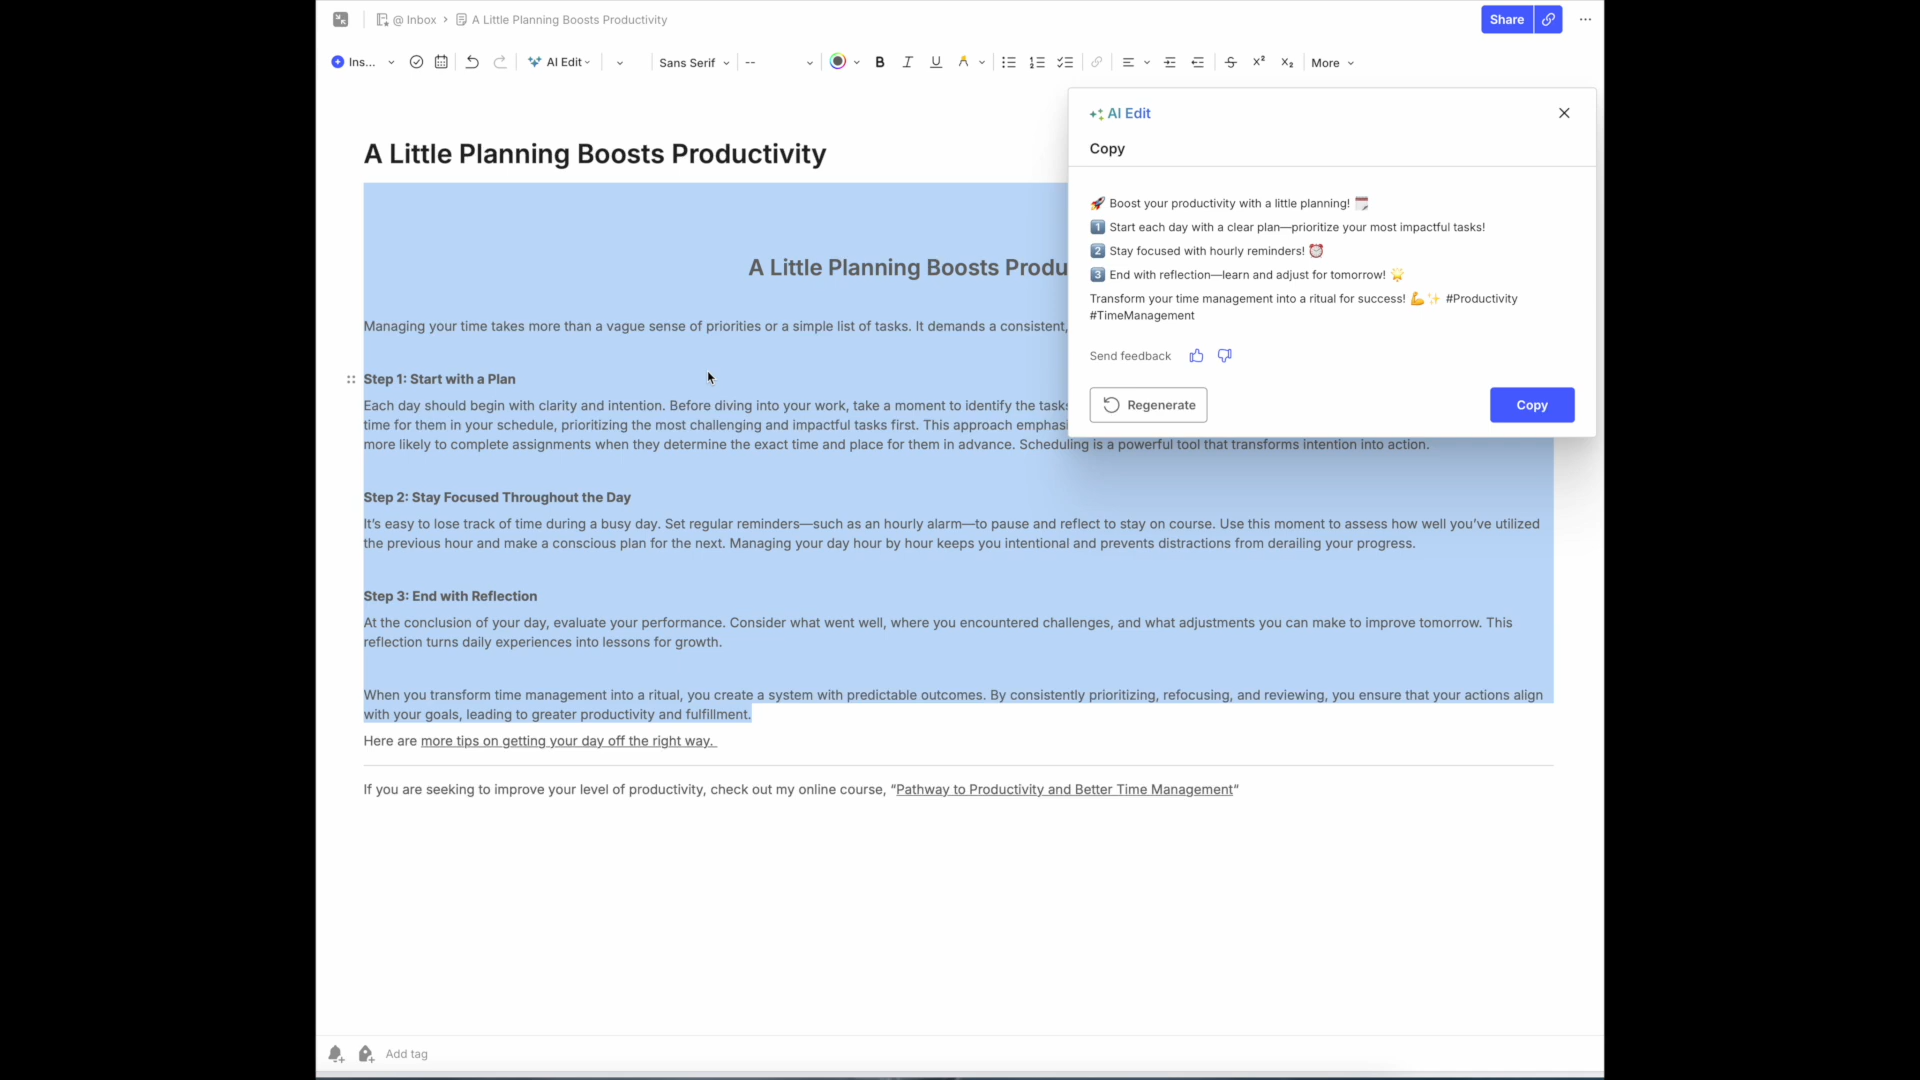 @ Inbox › A Little Planning Boosts Productivity
Share
Ins...
AI Edit
Sans Serif
--
B I U
More
A Little Planning Boosts Productivity
A Little Planning Boosts Produ
Managing your time takes more than a vague sense of priorities or a simple list of tasks. It demands a consistent,
Step 1: Start with a Plan
Each day should begin with clarity and intention. Before diving into your work, take a moment to identify the tasks
time for them in your schedule, prioritizing the most challenging and impactful tasks first. This approach emphasi
more likely to complete assignments when they determine the exact time and place for them in advance. Scheduling is a powerful tool that transforms intention into action.
Step 2: Stay Focused Throughout the Day
It’s easy to lose track of time during a busy day. Set regular reminders—such as an hourly alarm—to pause and reflect to stay on course. Use this moment to assess how well you’ve utilized
the previous hour and make a conscious plan for the next. Managing your day hour by hour keeps you intentional and prevents distractions from derailing your progress.
Step 3: End with Reflection
At the conclusion of your day, evaluate your performance. Consider what went well, where you encountered challenges, and what adjustments you can make to improve tomorrow. This
reflection turns daily experiences into lessons for growth.
When you transform time management into a ritual, you create a system with predictable outcomes. By consistently prioritizing, refocusing, and reviewing, you ensure that your actions align
with your goals, leading to greater productivity and fulfillment.
Here are more tips on getting your day off the right way.
If you are seeking to improve your level of productivity, check out my online course, “Pathway to Productivity and Better Time Management“
AI Edit
Copy
🚀 Boost your productivity with a little planning! 🗓️
1️⃣ Start each day with a clear plan—prioritize your most impactful tasks!
2️⃣ Stay focused with hourly reminders! ⏰
3️⃣ End with reflection—learn and adjust for tomorrow! 🌟
Transform your time management into a ritual for success! 💪✨ #Productivity
#TimeManagement
Send feedback
Regenerate
Copy
Add tag